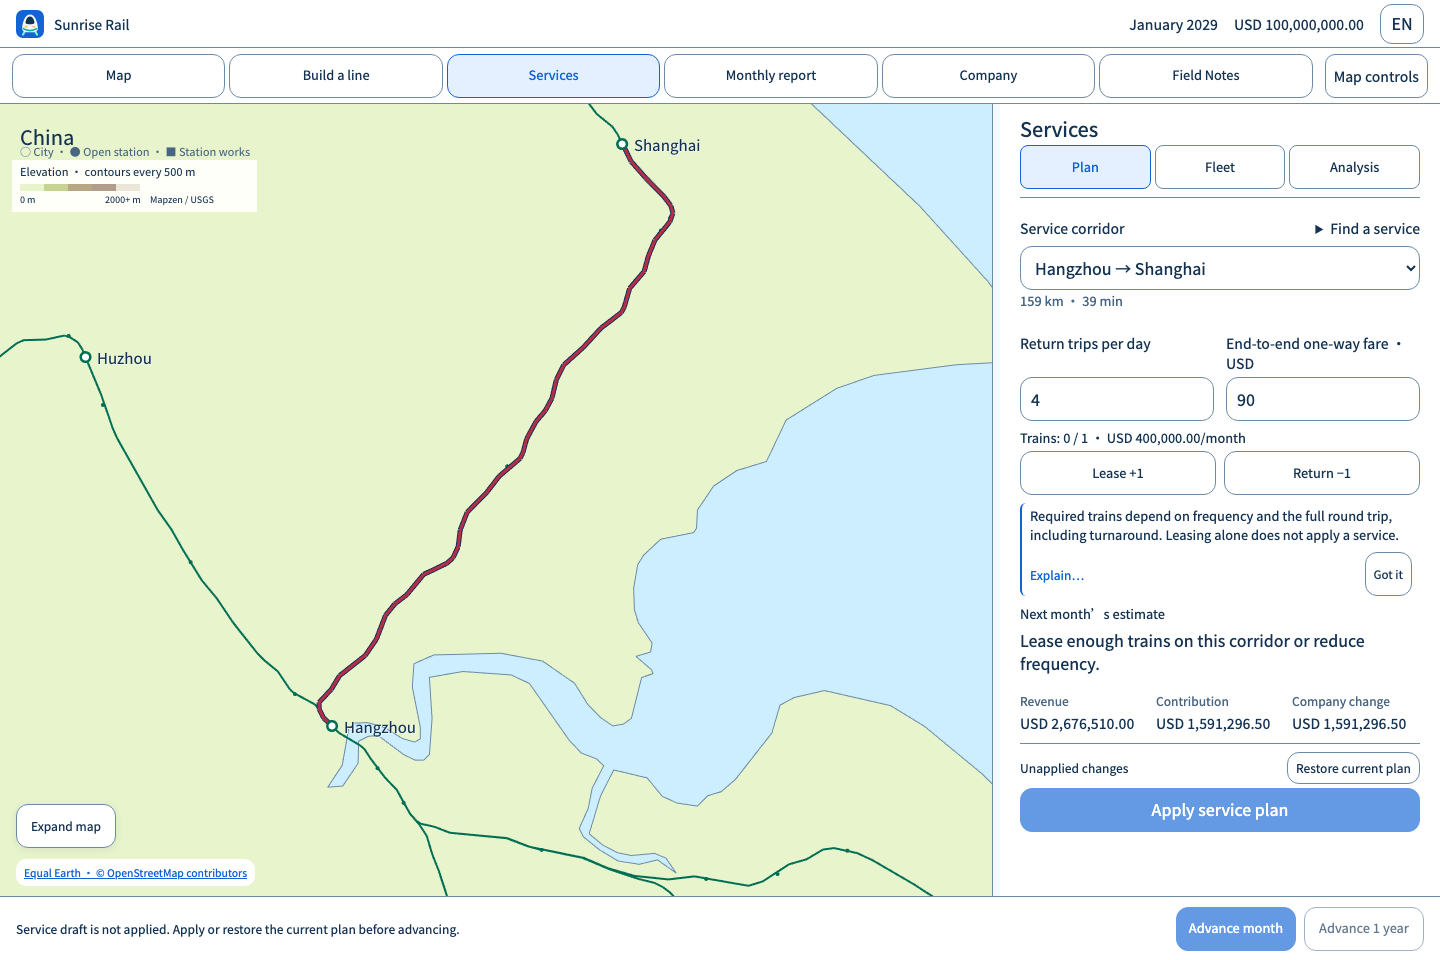 Sunrise Rail
January 2029
USD 100,000,000.00
EN
Map
Build a line
Services
Monthly report
Company
Field Notes
Map controls
China
City • Open station • Station works
Elevation • contours every 500 m
0 m
2000+ m
Mapzen / USGS
Shanghai
Huzhou
Hangzhou
Expand map
Equal Earth • © OpenStreetMap contributors
Services
Plan
Fleet
Analysis
Service corridor
▶ Find a service
Hangzhou → Shanghai
159 km • 39 min
Return trips per day
End-to-end one-way fare •
USD
4
90
Trains: 0 / 1 • USD 400,000.00/month
Lease +1
Return −1
Required trains depend on frequency and the full round trip,
including turnaround. Leasing alone does not apply a service.
Explain…
Got it
Next month’s estimate
Lease enough trains on this corridor or reduce
frequency.
Revenue
Contribution
Company change
USD 2,676,510.00
USD 1,591,296.50
USD 1,591,296.50
Unapplied changes
Restore current plan
Apply service plan
Service draft is not applied. Apply or restore the current plan before advancing.
Advance month
Advance 1 year